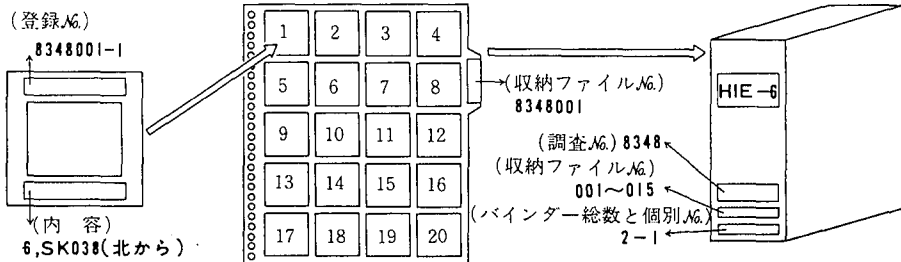 (登録No.)
8348001-1
(内 容)
6,SK038(北から)
1 2 3 4
5 6 7 8
9 10 11 12
13 14 15 16
17 18 19 20
(収納ファイルNo.)
8348001
HIE-6
(調査No.) 8348
(収納ファイルNo.)
001〜015
(バインダー総数と個別No.)
2-1